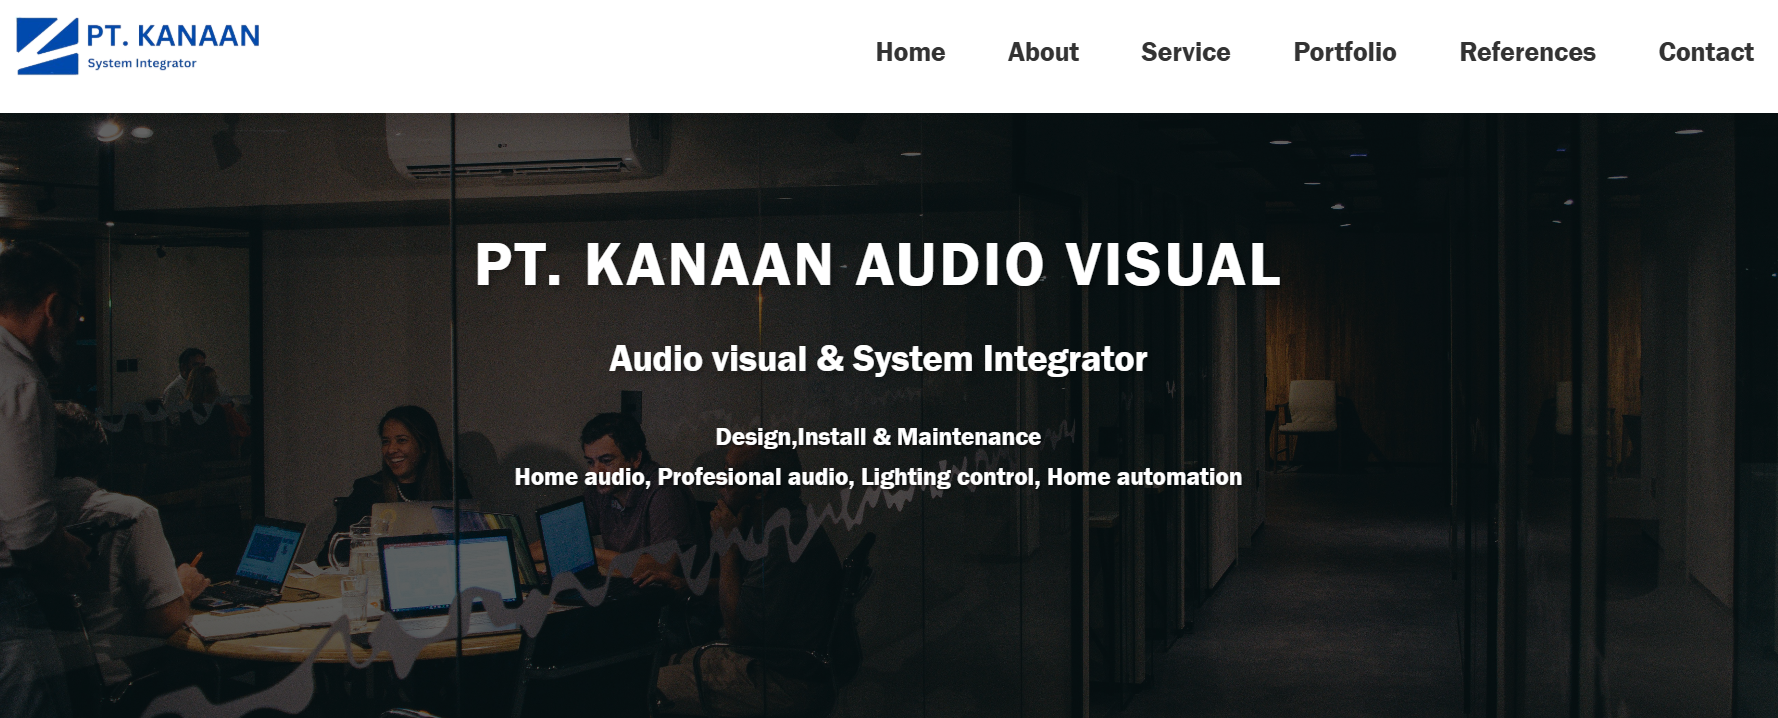 PT. KANAAN
System Integrator
Home About Service Portfolio References Contact
PT. KANAAN AUDIO VISUAL
Audio visual & System Integrator
Design,Install & Maintenance
Home audio, Profesional audio, Lighting control, Home automation